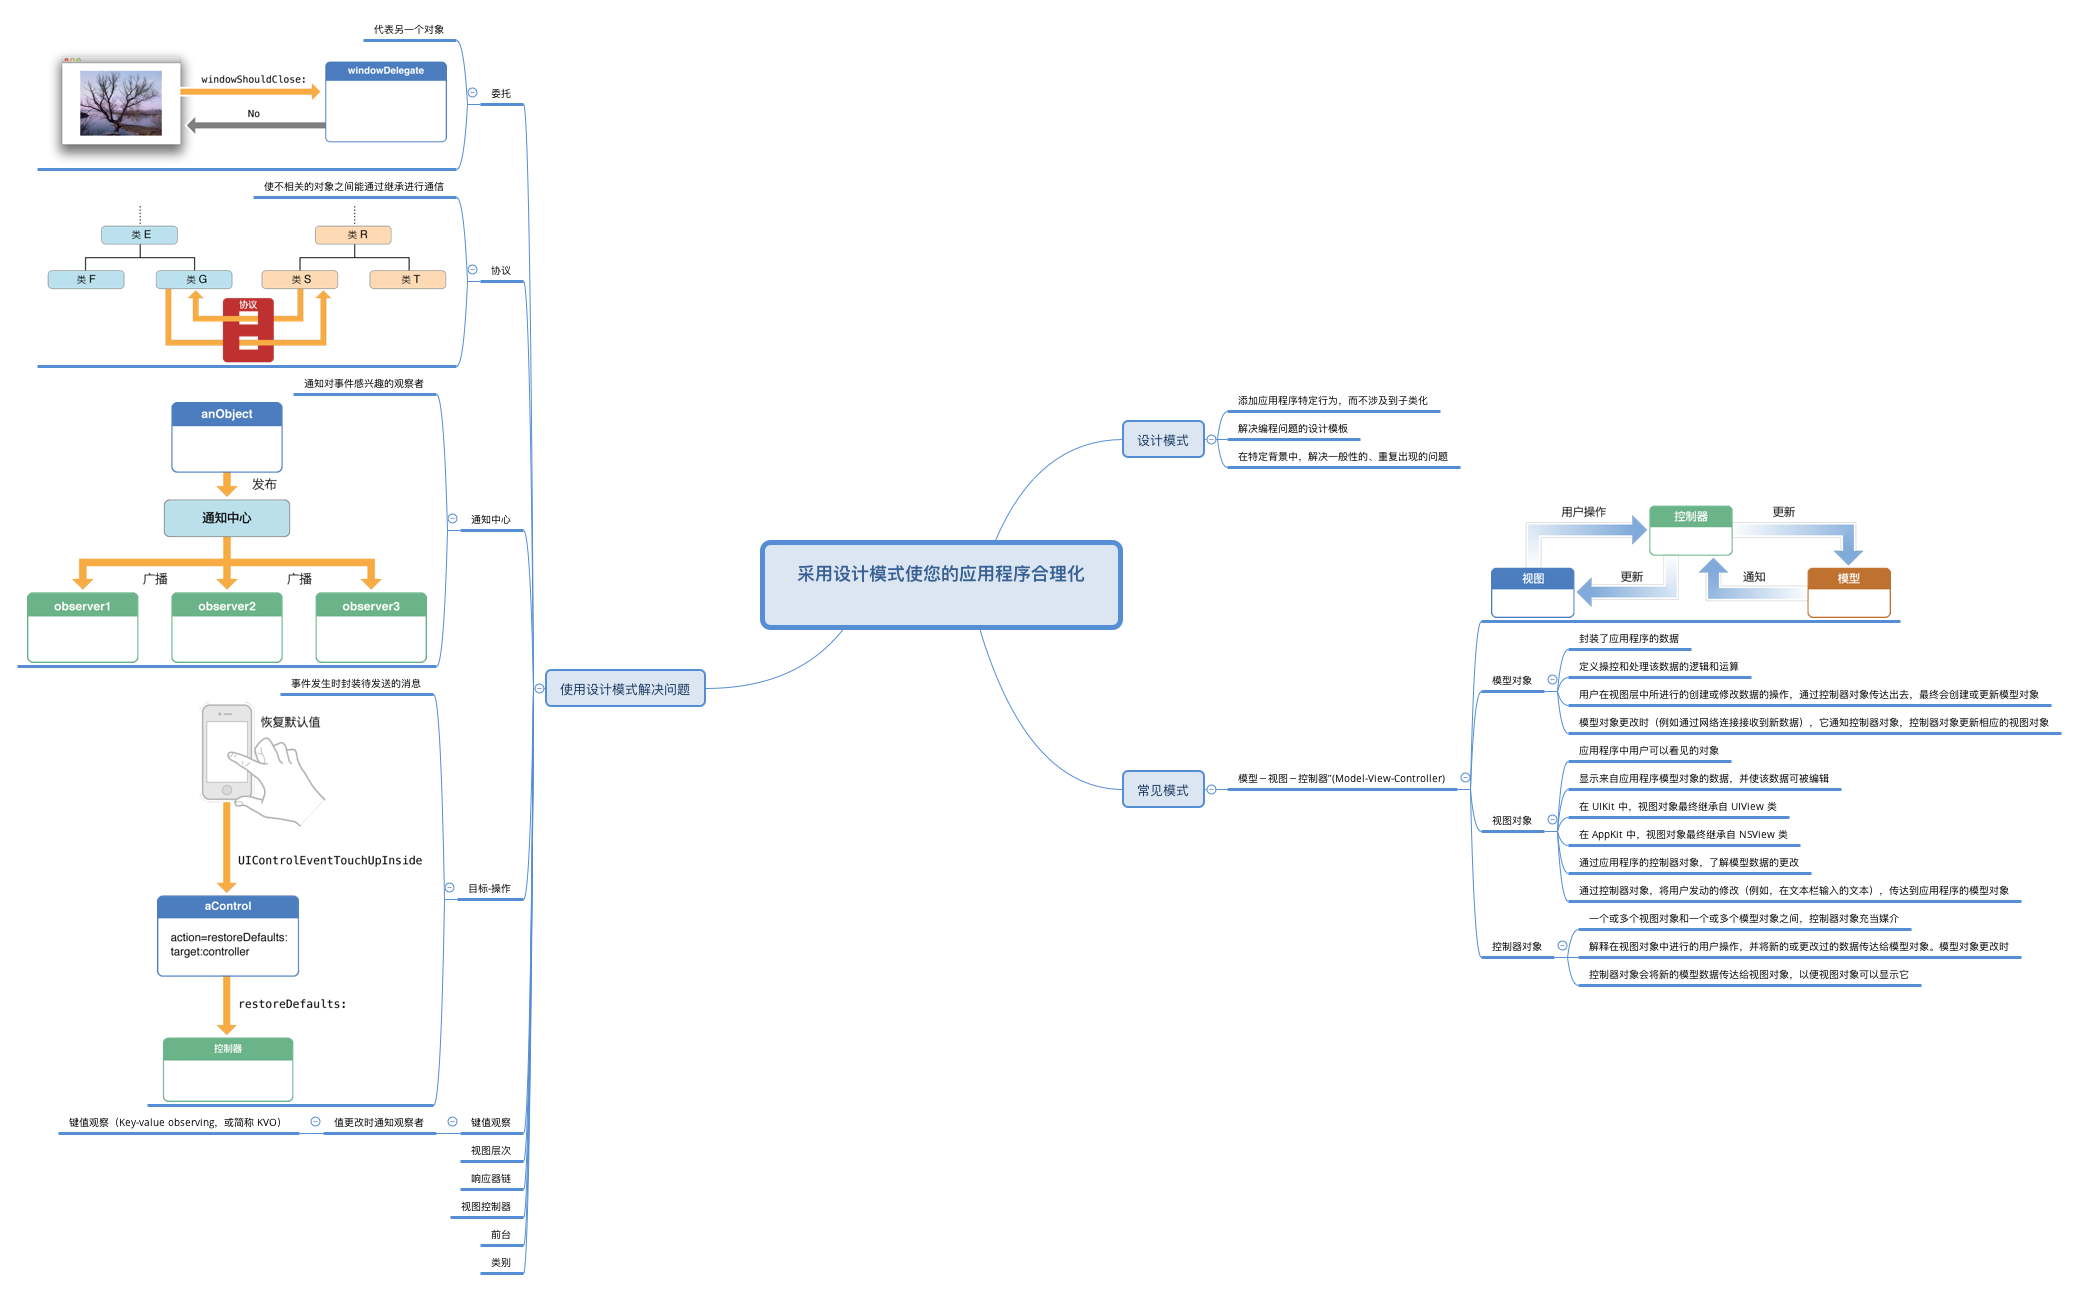 采用设计模式使您的应用程序合理化
设计模式
添加应用程序特定行为，而不涉及到子类化
解决编程问题的设计模板
在特定背景中，解决一般性的、重复出现的问题
常见模式
模型－视图－控制器"(Model-View-Controller)
用户操作
控制器
更新
视图
更新
通知
模型
模型对象
封装了应用程序的数据
定义操控和处理该数据的逻辑和运算
用户在视图层中所进行的创建或修改数据的操作，通过控制器对象传达出去，最终会创建或更新模型对象
模型对象更改时（例如通过网络连接接收到新数据），它通知控制器对象，控制器对象更新相应的视图对象
视图对象
应用程序中用户可以看见的对象
显示来自应用程序模型对象的数据，并使该数据可被编辑
在 UIKit 中，视图对象最终继承自 UIView 类
在 AppKit 中，视图对象最终继承自 NSView 类
通过应用程序的控制器对象，了解模型数据的更改
通过控制器对象，将用户发动的修改（例如，在文本栏输入的文本），传达到应用程序的模型对象
控制器对象
一个或多个视图对象和一个或多个模型对象之间，控制器对象充当媒介
解释在视图对象中进行的用户操作，并将新的或更改过的数据传达给模型对象。模型对象更改时
控制器对象会将新的模型数据传达给视图对象，以便视图对象可以显示它
使用设计模式解决问题
委托
代表另一个对象
windowShouldClose:
windowDelegate
No
协议
使不相关的对象之间能通过继承进行通信
类 E
类 R
类 F
类 G
类 S
类 T
协议
通知中心
通知对事件感兴趣的观察者
anObject
发布
通知中心
广播
广播
observer1
observer2
observer3
目标-操作
事件发生时封装待发送的消息
恢复默认值
UIControlEventTouchUpInside
aControl
action=restoreDefaults:
target:controller
restoreDefaults:
控制器
键值观察
值更改时通知观察者
键值观察（Key-value observing，或简称 KVO）
视图层次
响应器链
视图控制器
前台
类别